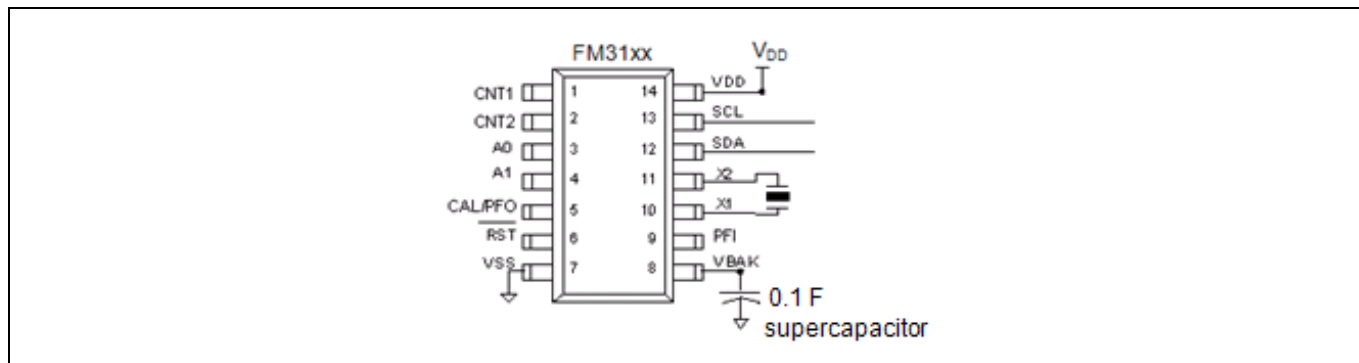 FM31xx
VDD
CNT1 1 14 VDD
CNT2 2 13 SCL
A0 3 12 SDA
A1 4 11 X2
CAL/PFO 5 10 X1
RST 6 9 PFI
VSS 7 8 VBAK
0.1 F
supercapacitor